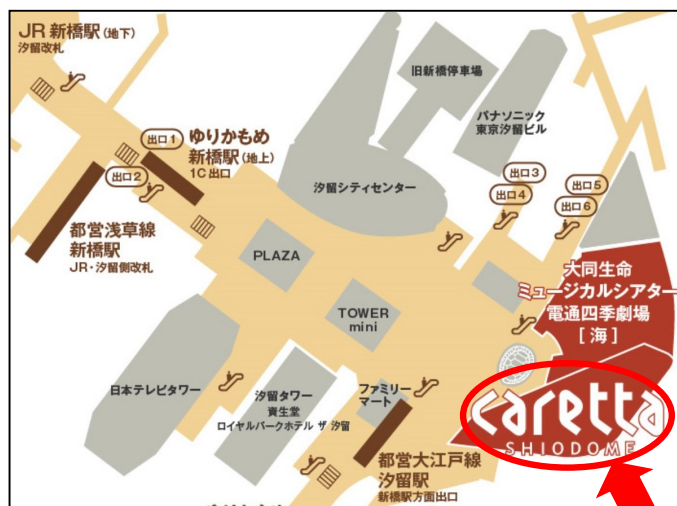 JR 新橋駅(地下)
汐留改札
旧新橋停車場
パナソニック
東京汐留ビル
出口1
ゆりかもめ
新橋駅(地上)
1C 出口
出口2
出口3
出口4
出口5
出口6
汐留シティセンター
都営浅草線
新橋駅
JR・汐留側改札
PLAZA
TOWER
mini
大同生命
ミュージカルシアター
電通四季劇場
[ 海 ]
日本テレビタワー
汐留タワー
資生堂
ロイヤルパークホテル ザ 汐留
ファミリー
マート
caretta
SHIODOME
都営大江戸線
汐留駅
新橋駅方面出口